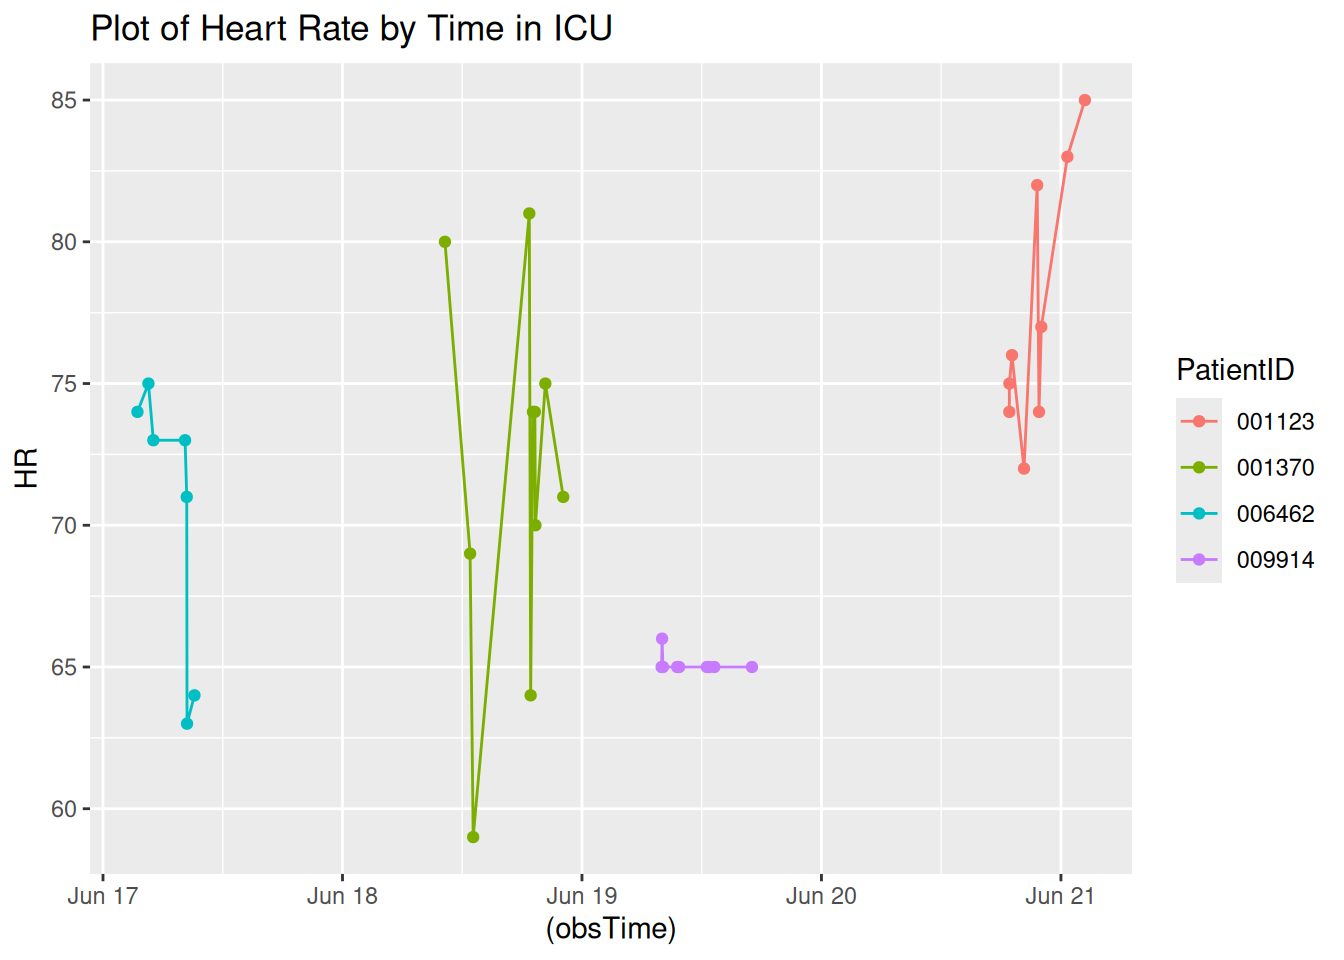 Plot of Heart Rate by Time in ICU
85
80
75
70
65
60
HR
Jun 17 Jun 18 Jun 19 Jun 20 Jun 21
(obsTime)
PatientID
001123
001370
006462
009914